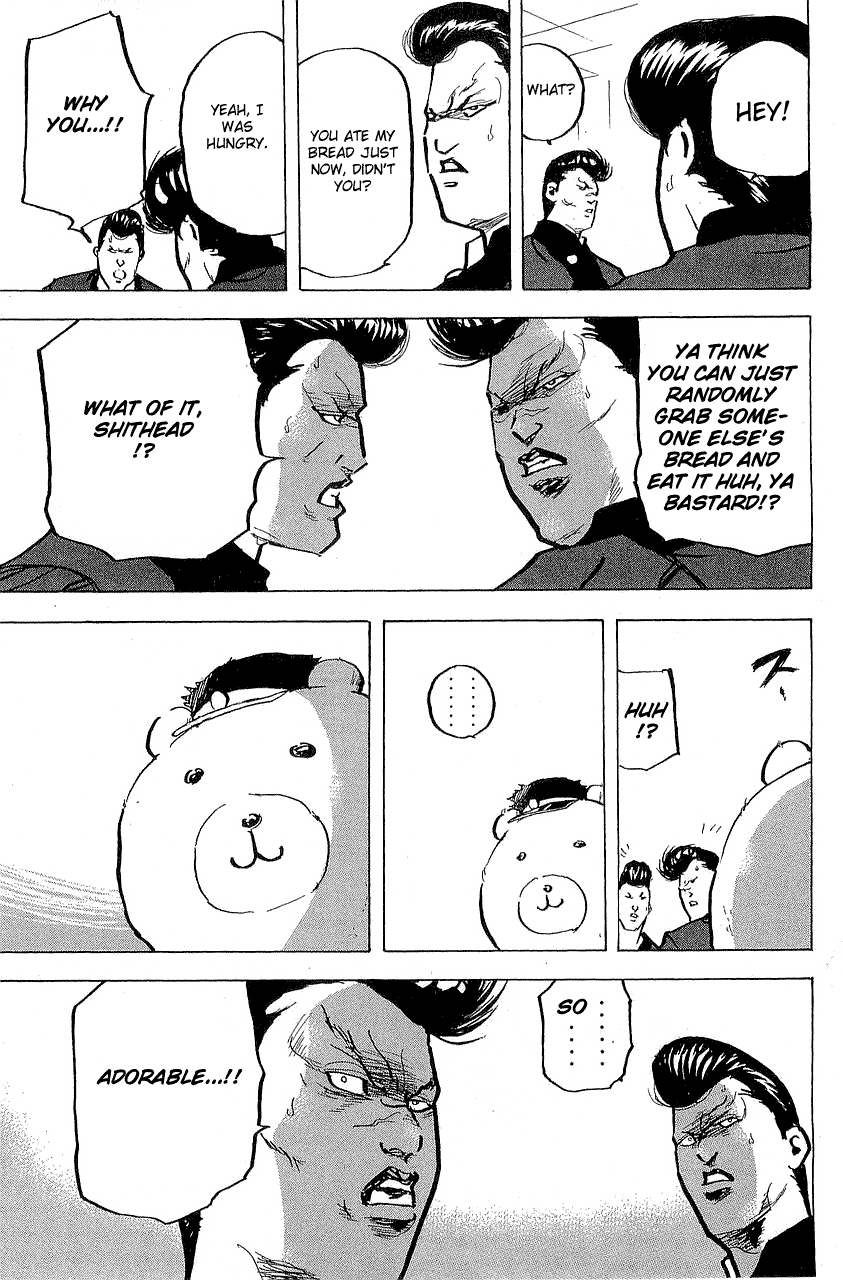 HEY!
WHAT?
YOU ATE MY
BREAD JUST
NOW, DIDN'T
YOU?
YEAH, I
WAS
HUNGRY.
WHY
YOU...!!
YA THINK
YOU CAN JUST
RANDOMLY
GRAB SOME-
ONE ELSE'S
BREAD AND
EAT IT HUH, YA
BASTARD!?
WHAT OF IT,
SHITHEAD
!?
ス
HUH
!?
............
SO .........
ADORABLE...!!